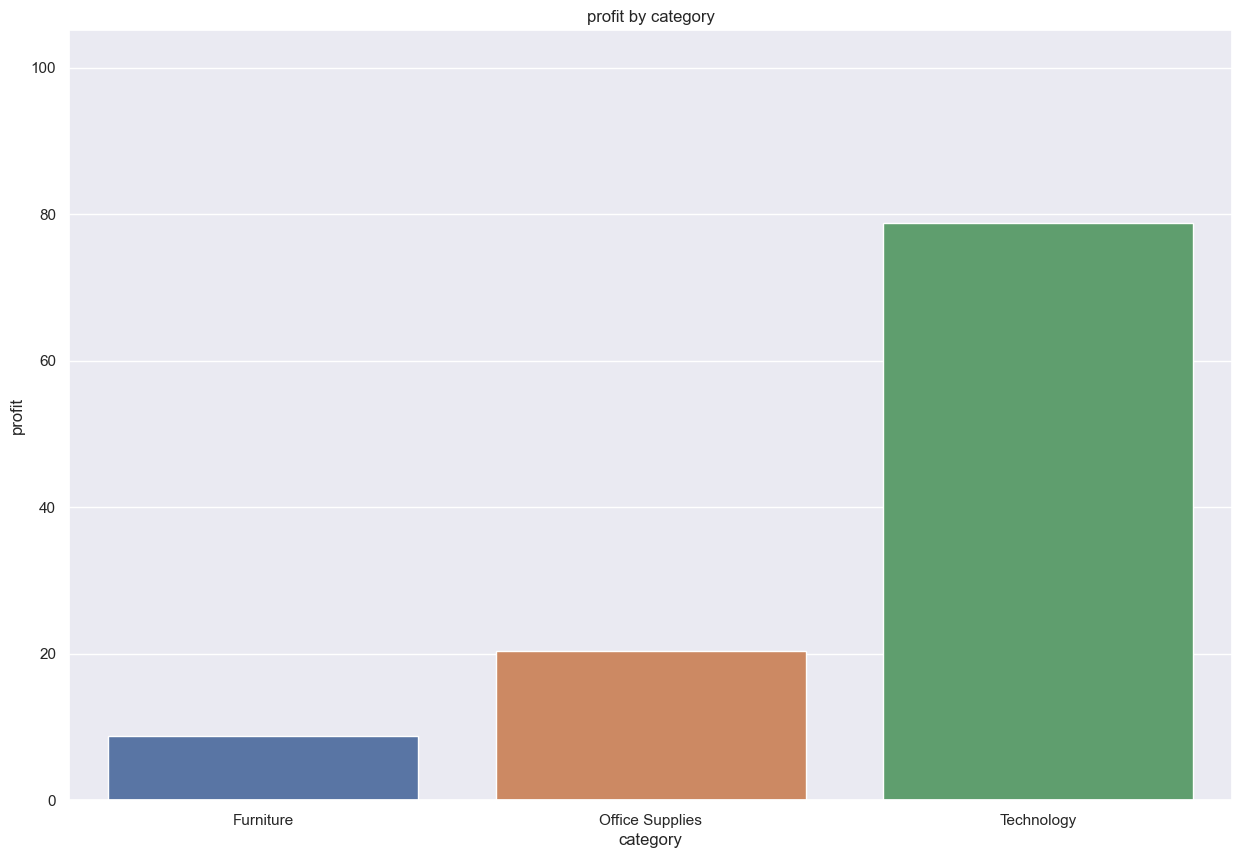 profit by category
100
80
60
40
20
0
profit
Furniture
Office Supplies
Technology
category